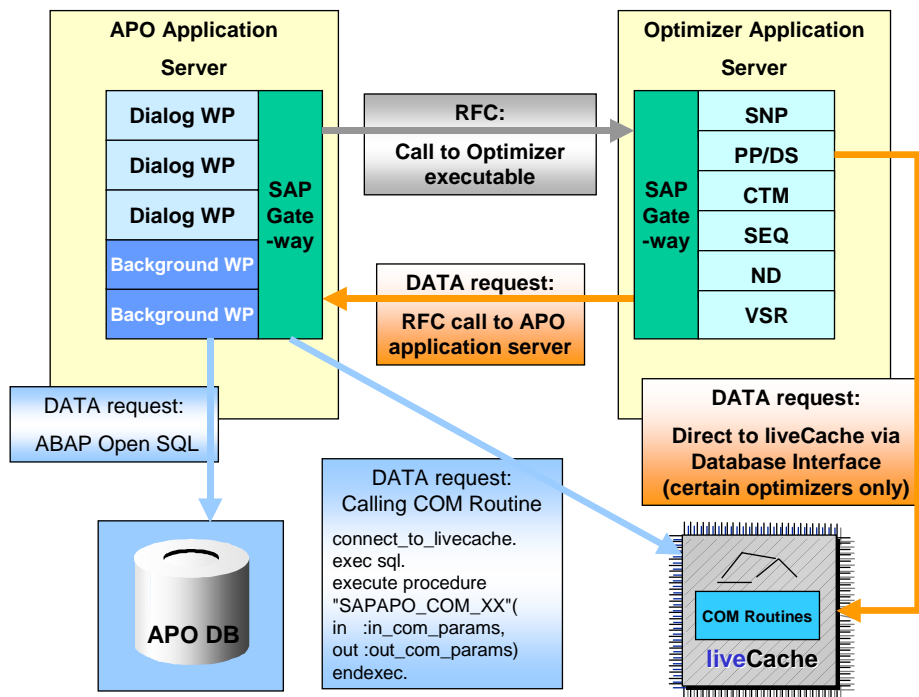 APO Application
Server
Dialog WP
Dialog WP
Dialog WP
Background WP
Background WP
SAP
Gate
-way
RFC:
Call to Optimizer
executable
DATA request:
RFC call to APO
application server
Optimizer Application
Server
SAP
Gate
-way
SNP
PP/DS
CTM
SEQ
ND
VSR
DATA request:
ABAP Open SQL
APO DB
DATA request:
Calling COM Routine
connect_to_livecache.
exec sql.
execute procedure
"SAPAPO_COM_XX"(
in :in_com_params,
out :out_com_params)
endexec.
DATA request:
Direct to liveCache via
Database Interface
(certain optimizers only)
COM Routines
liveCache